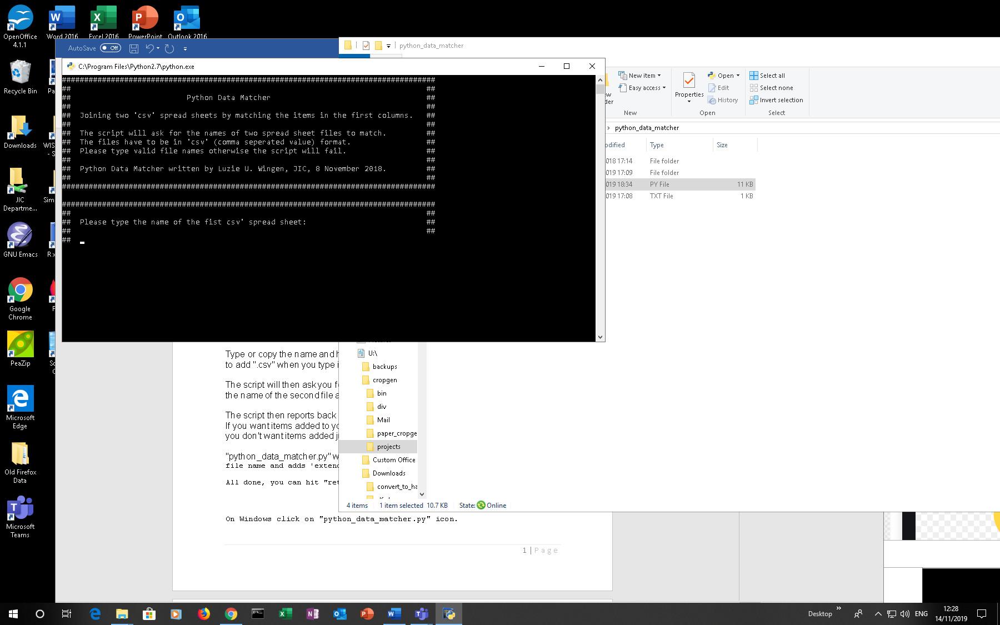 OpenOffice
4.1.1
Word 2016
Excel 2016
PowerPoint
Outlook 2016
Recycle Bin
Pa
Downloads
WIS
- S
JIC
Departme...
Sim
GNU Emacs
R x
Google
Chrome
F
PeaZip
Sc
C
Microsoft
Edge
Old Firefox
Data
Microsoft
Teams
AutoSave Off
python_data_matcher
C:\Program Files\Python2.7\python.exe
####################################################################################
## ##
## Python Data Matcher ##
## ##
## Joining two 'csv' spread sheets by matching the items in the first columns. ##
## ##
## The script will ask for the names of two spread sheet files to match. ##
## The files have to be in 'csv' (comma seperated value) format. ##
## Please type valid file names otherwise the script will fail. ##
## ##
## Python Data Matcher written by Luzie U. Wingen, JIC, 8 November 2018. ##
## ##
####################################################################################
####################################################################################
## ##
## Please type the name of the fist csv' spread sheet: ##
## ##
##
New item
Easy access
New
Properties
Open
Edit
History
Open
Select all
Select none
Invert selection
Select
> python_data_matcher
odified Type Size
018 17:14 File folder
019 17:09 File folder
019 18:34 PY File 11 KB
019 17:08 TXT File 1 KB
U:\
backups
cropgen
bin
div
Mail
paper_cropge
projects
Custom Office
Downloads
convert_to_ha
4 items 1 item selected 10.7 KB State: Online
Type or copy the name and h
to add ".csv" when you type i
The script will then ask you f
the name of the second file a
The script then reports back
If you want items added to yo
you don't want items added j
"python_data_matcher.py" w
file name and adds 'extend
All done, you can hit "ret
On Windows click on "python_data_matcher.py" icon.
1 | Page
Desktop
ENG
12:28
14/11/2019